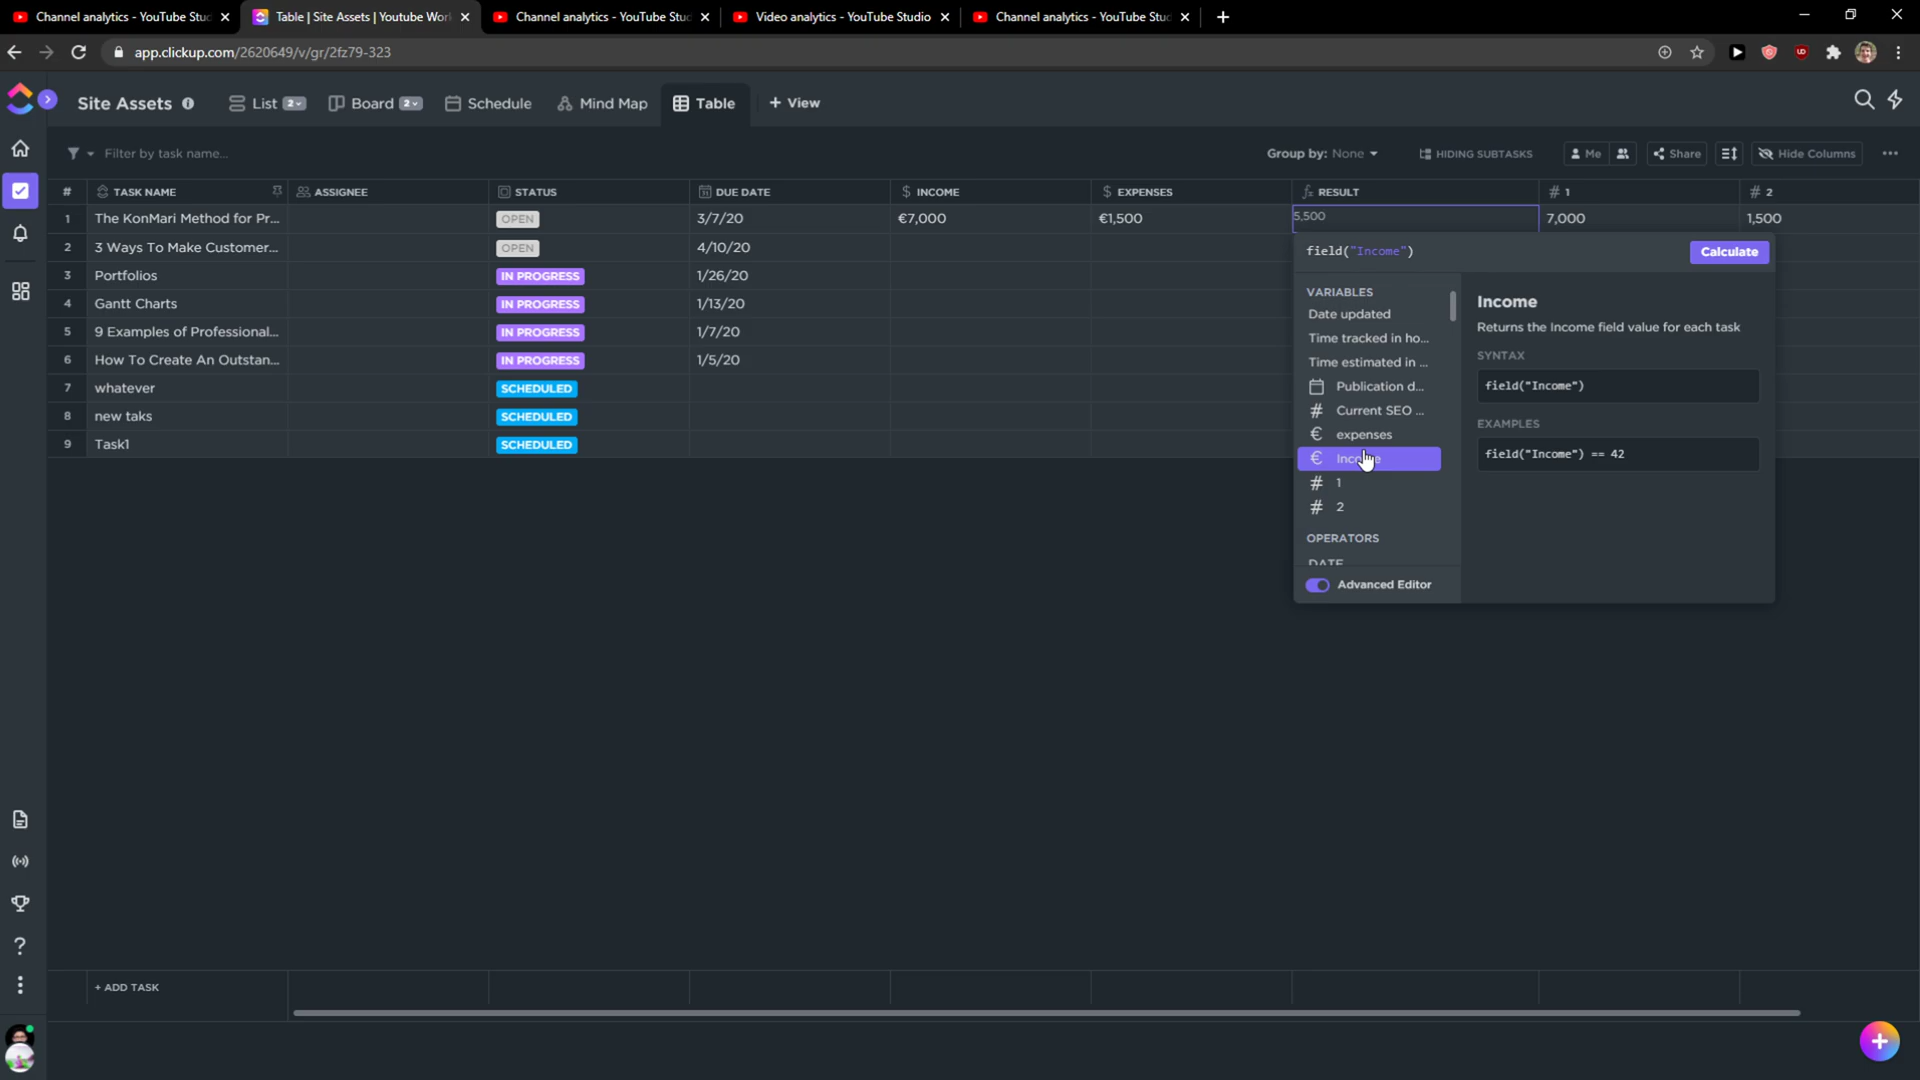 Channel analytics - YouTube Stu
Table | Site Assets | Youtube Wor
Channel analytics - YouTube Stu
Video analytics - YouTube Studio
Channel analytics - YouTube Stu
app.clickup.com/2620649/v/gr/2fz79-323
Site Assets
List 2
Board 2
Schedule
Mind Map
Table
+ View
Filter by task name...
Group by: None
HIDING SUBTASKS
Me
Share
Hide Columns
# TASK NAME ASSIGNEE STATUS DUE DATE $ INCOME $ EXPENSES fx RESULT # 1 # 2
1 The KonMari Method for Pr... OPEN 3/7/20 €7,000 €1,500 5,500 7,000 1,500
2 3 Ways To Make Customer... OPEN 4/10/20
3 Portfolios IN PROGRESS 1/26/20
4 Gantt Charts IN PROGRESS 1/13/20
5 9 Examples of Professional... IN PROGRESS 1/7/20
6 How To Create An Outstan... IN PROGRESS 1/5/20
7 whatever SCHEDULED
8 new taks SCHEDULED
9 Task1 SCHEDULED
field("Income")
Calculate
VARIABLES
Date updated
Time tracked in ho...
Time estimated in ...
Publication d...
# Current SEO ...
€ expenses
€
# 1
# 2
OPERATORS
DATE
Advanced Editor
Income
Returns the Income field value for each task
SYNTAX
field("Income")
EXAMPLES
field("Income") == 42
+ ADD TASK